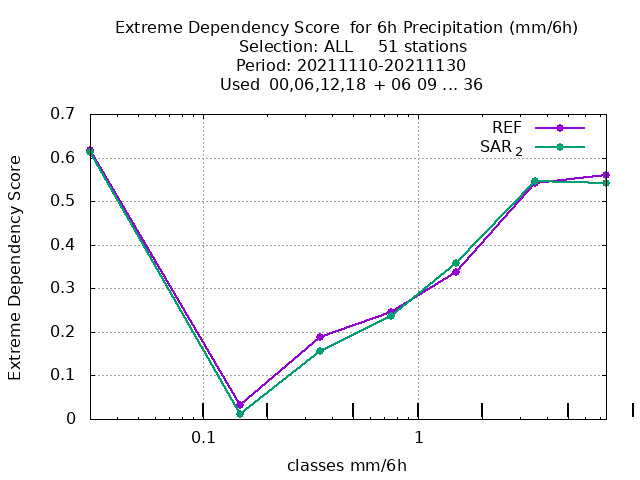 Extreme Dependency Score  for 6h Precipitation (mm/6h)
Selection: ALL     51 stations
Period: 20211110-20211130
Used  00,06,12,18  + 06 09 ... 36
REF
SAR 2
0.7
0.6
0.5
0.4
0.3
0.2
0.1
0
Extreme Dependency Score
0.1 1
classes mm/6h